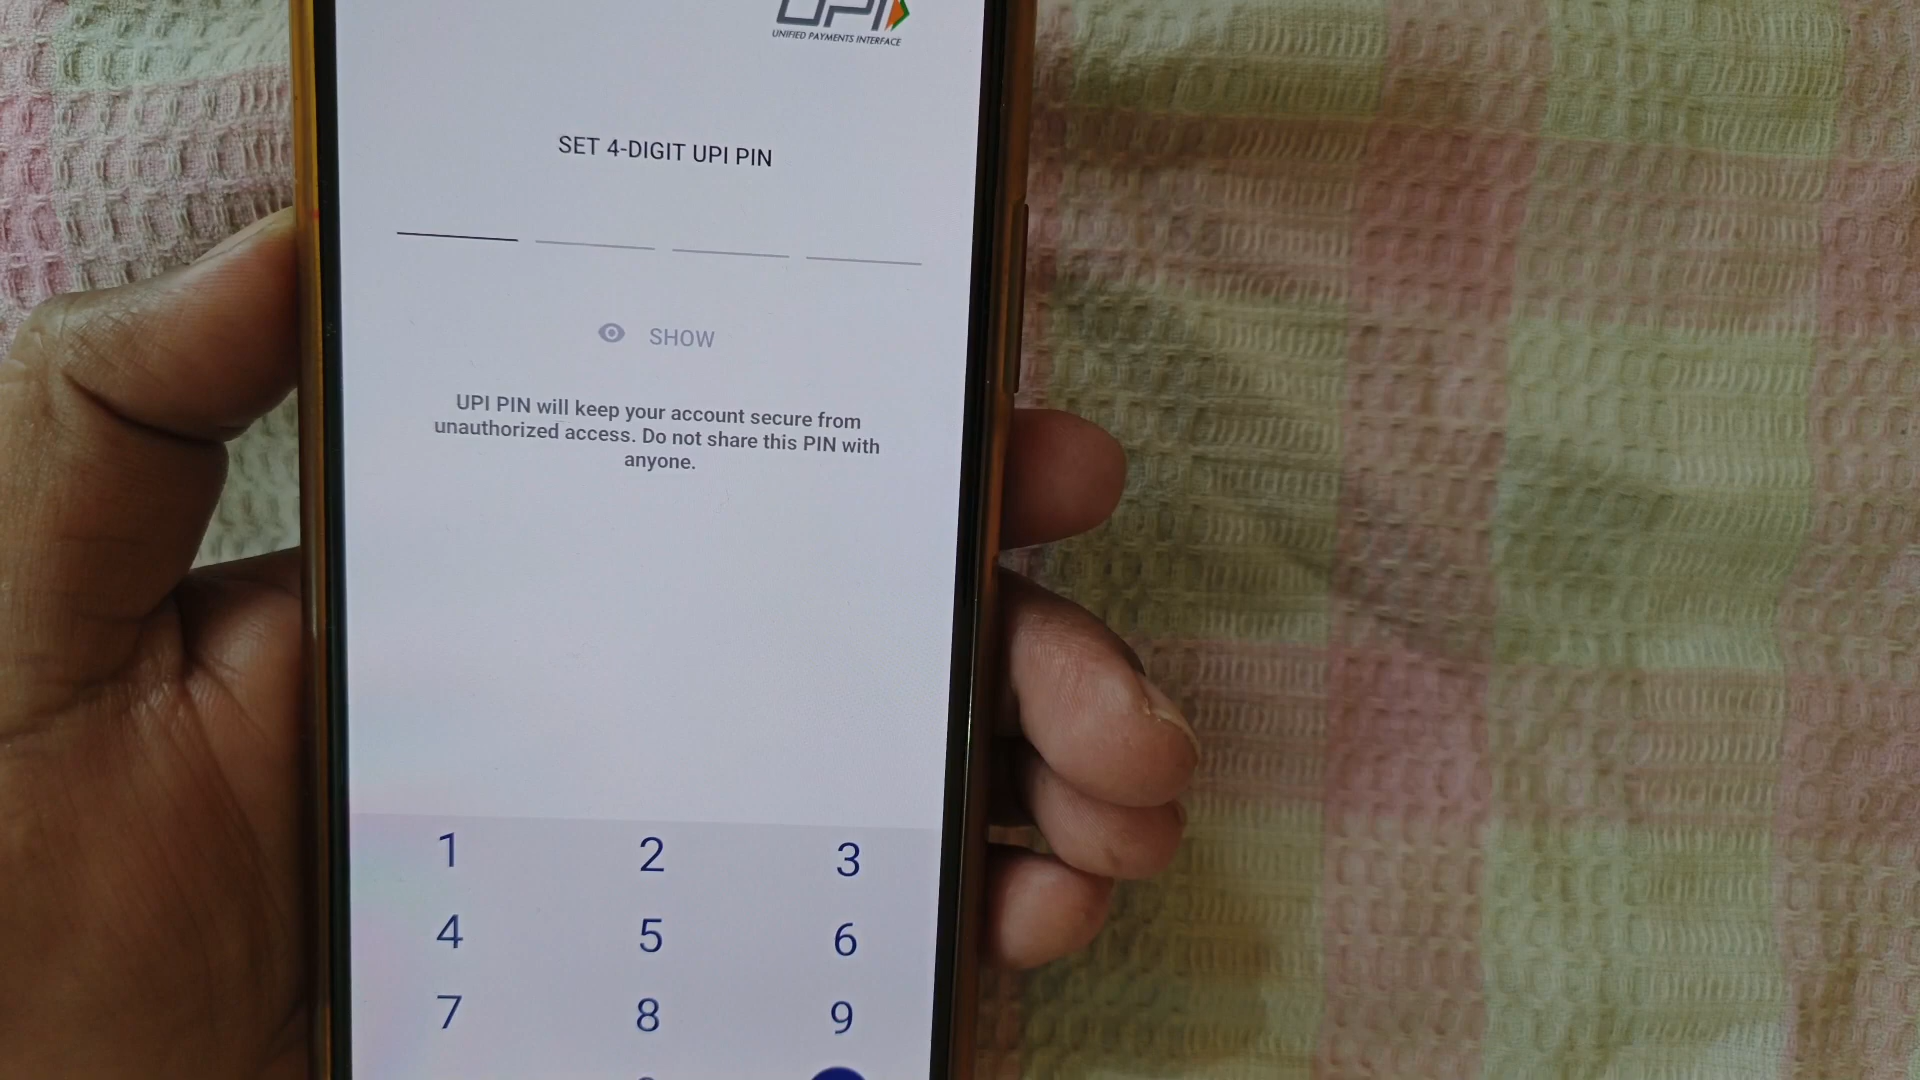 UPI
UNIFIED PAYMENTS INTERFACE
SET 4-DIGIT UPI PIN
SHOW
UPI PIN will keep your account secure from
unauthorized access. Do not share this PIN with
anyone.
1 2 3
4 5 6
7 8 9